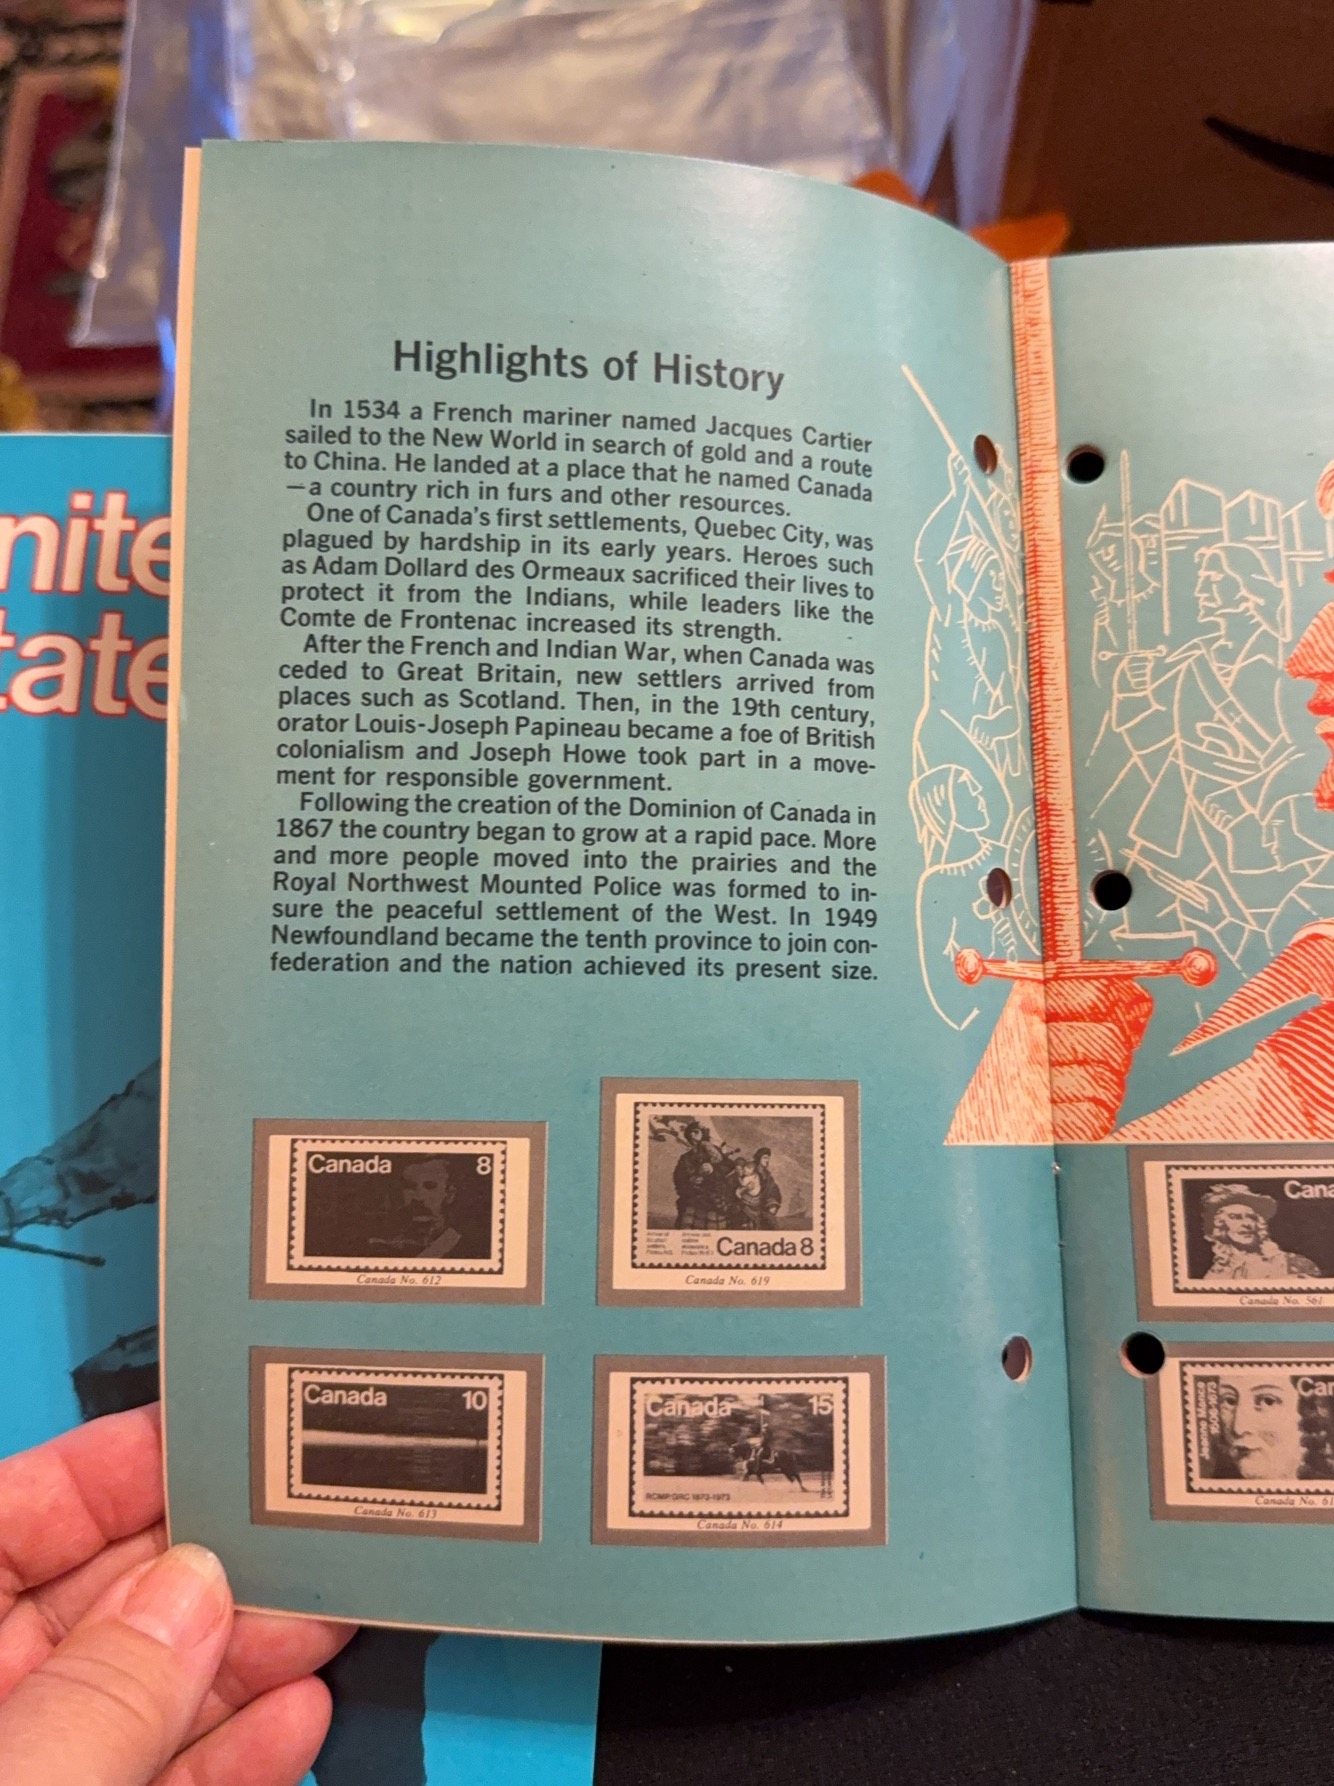 Highlights of History
In 1534 a French mariner named Jacques Cartier
sailed to the New World in search of gold and a route
to China. He landed at a place that he named Canada
—a country rich in furs and other resources.
One of Canada's first settlements, Quebec City, was
plagued by hardship in its early years. Heroes such
as Adam Dollard des Ormeaux sacrificed their lives to
protect it from the Indians, while leaders like the
Comte de Frontenac increased its strength.
After the French and Indian War, when Canada was
ceded to Great Britain, new settlers arrived from
places such as Scotland. Then, in the 19th century,
orator Louis-Joseph Papineau became a foe of British
colonialism and Joseph Howe took part in a move-
ment for responsible government.
Following the creation of the Dominion of Canada in
1867 the country began to grow at a rapid pace. More
and more people moved into the prairies and the
Royal Northwest Mounted Police was formed to in-
sure the peaceful settlement of the West. In 1949
Newfoundland became the tenth province to join con-
federation and the nation achieved its present size.
Canada 8
Canada No. 612
Canada 8
Canada No. 619
Canada 10
Canada No. 613
Canada 15
RCMP/GRC 1873-1973
Canada No. 614
Cana
Canada No. 561
Jeanne Mance
1606-1673
Can
Canada No. 61
nite
tate